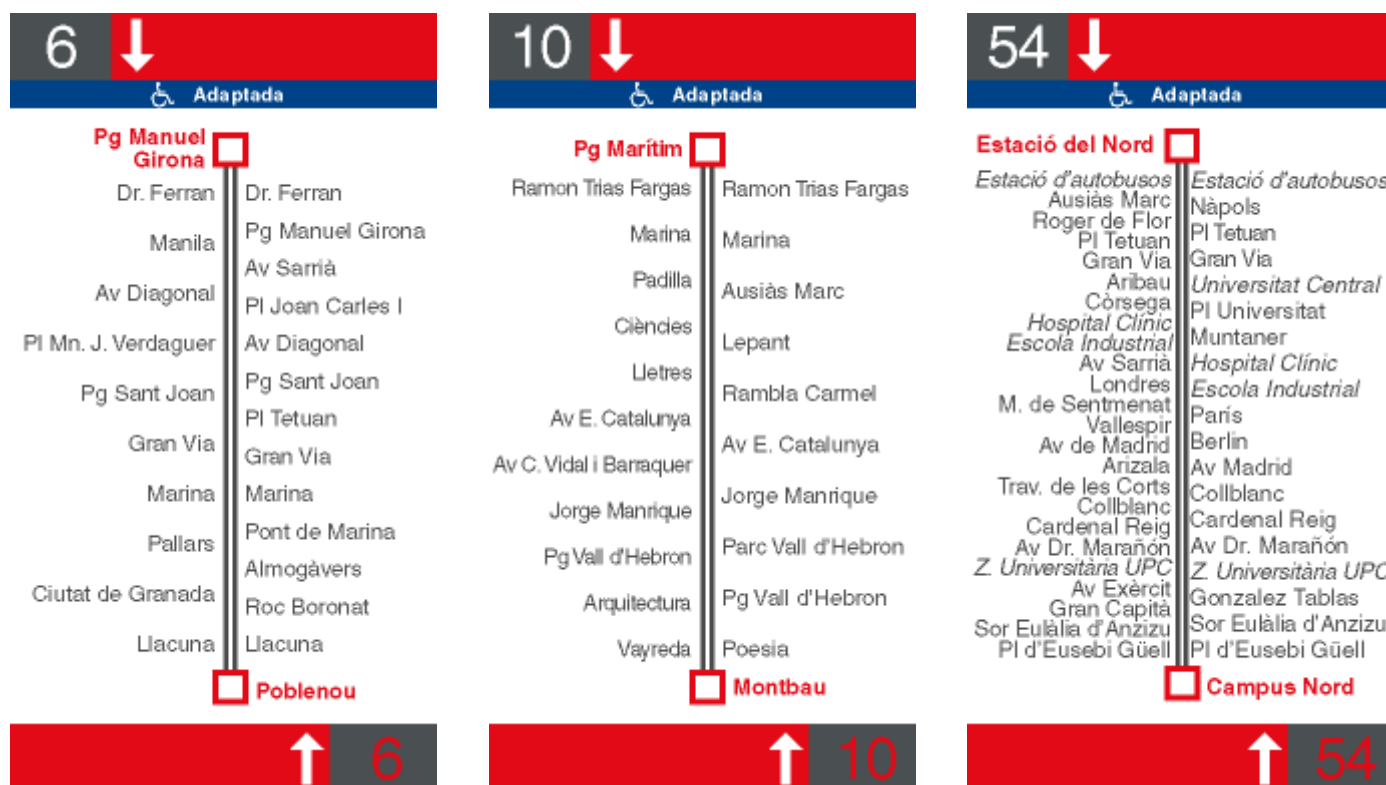 6
Adaptada
Pg Manuel
Girona
Dr. Ferran
Manila
Av Diagonal
Pl Mn. J. Verdaguer
Pg Sant Joan
Gran Via
Marina
Pallars
Ciutat de Granada
Llacuna
Dr. Ferran
Pg Manuel Girona
Av Sarrià
Pl Joan Carles I
Av Diagonal
Pg Sant Joan
Pl Tetuan
Gran Via
Marina
Pont de Marina
Almogàvers
Roc Boronat
Llacuna
Poblenou
6
10
Adaptada
Pg Marítim
Ramon Trias Fargas
Marina
Padilla
Ciències
Lletres
Av E. Catalunya
Av C. Vidal i Barraquer
Jorge Manrique
Pg Vall d'Hebron
Arquitectura
Vayreda
Ramon Trias Fargas
Marina
Ausiàs Marc
Lepant
Rambla Carmel
Av E. Catalunya
Jorge Manrique
Parc Vall d'Hebron
Pg Vall d'Hebron
Poesia
Montbau
10
54
Adaptada
Estació del Nord
Estació d'autobusos
Ausiàs Marc
Roger de Flor
Pl Tetuan
Gran Via
Aribau
Còrsega
Hospital Clínic
Escola Industrial
Av Sarrià
Londres
M. de Sentmenat
Vallespir
Av de Madrid
Arizala
Trav. de les Corts
Collblanc
Cardenal Reig
Av Dr. Marañón
Z. Universitària UPC
Av Exèrcit
Gran Capità
Sor Eulàlia d'Anzizu
Pl d'Eusebi Güell
Estació d'autobusos
Nàpols
Pl Tetuan
Gran Via
Universitat Central
Pl Universitat
Muntaner
Hospital Clínic
Escola Industrial
París
Berlin
Av Madrid
Collblanc
Cardenal Reig
Av Dr. Marañón
Z. Universitària UPC
Gonzalez Tablas
Sor Eulàlia d'Anzizu
Pl d'Eusebi Güell
Campus Nord
54